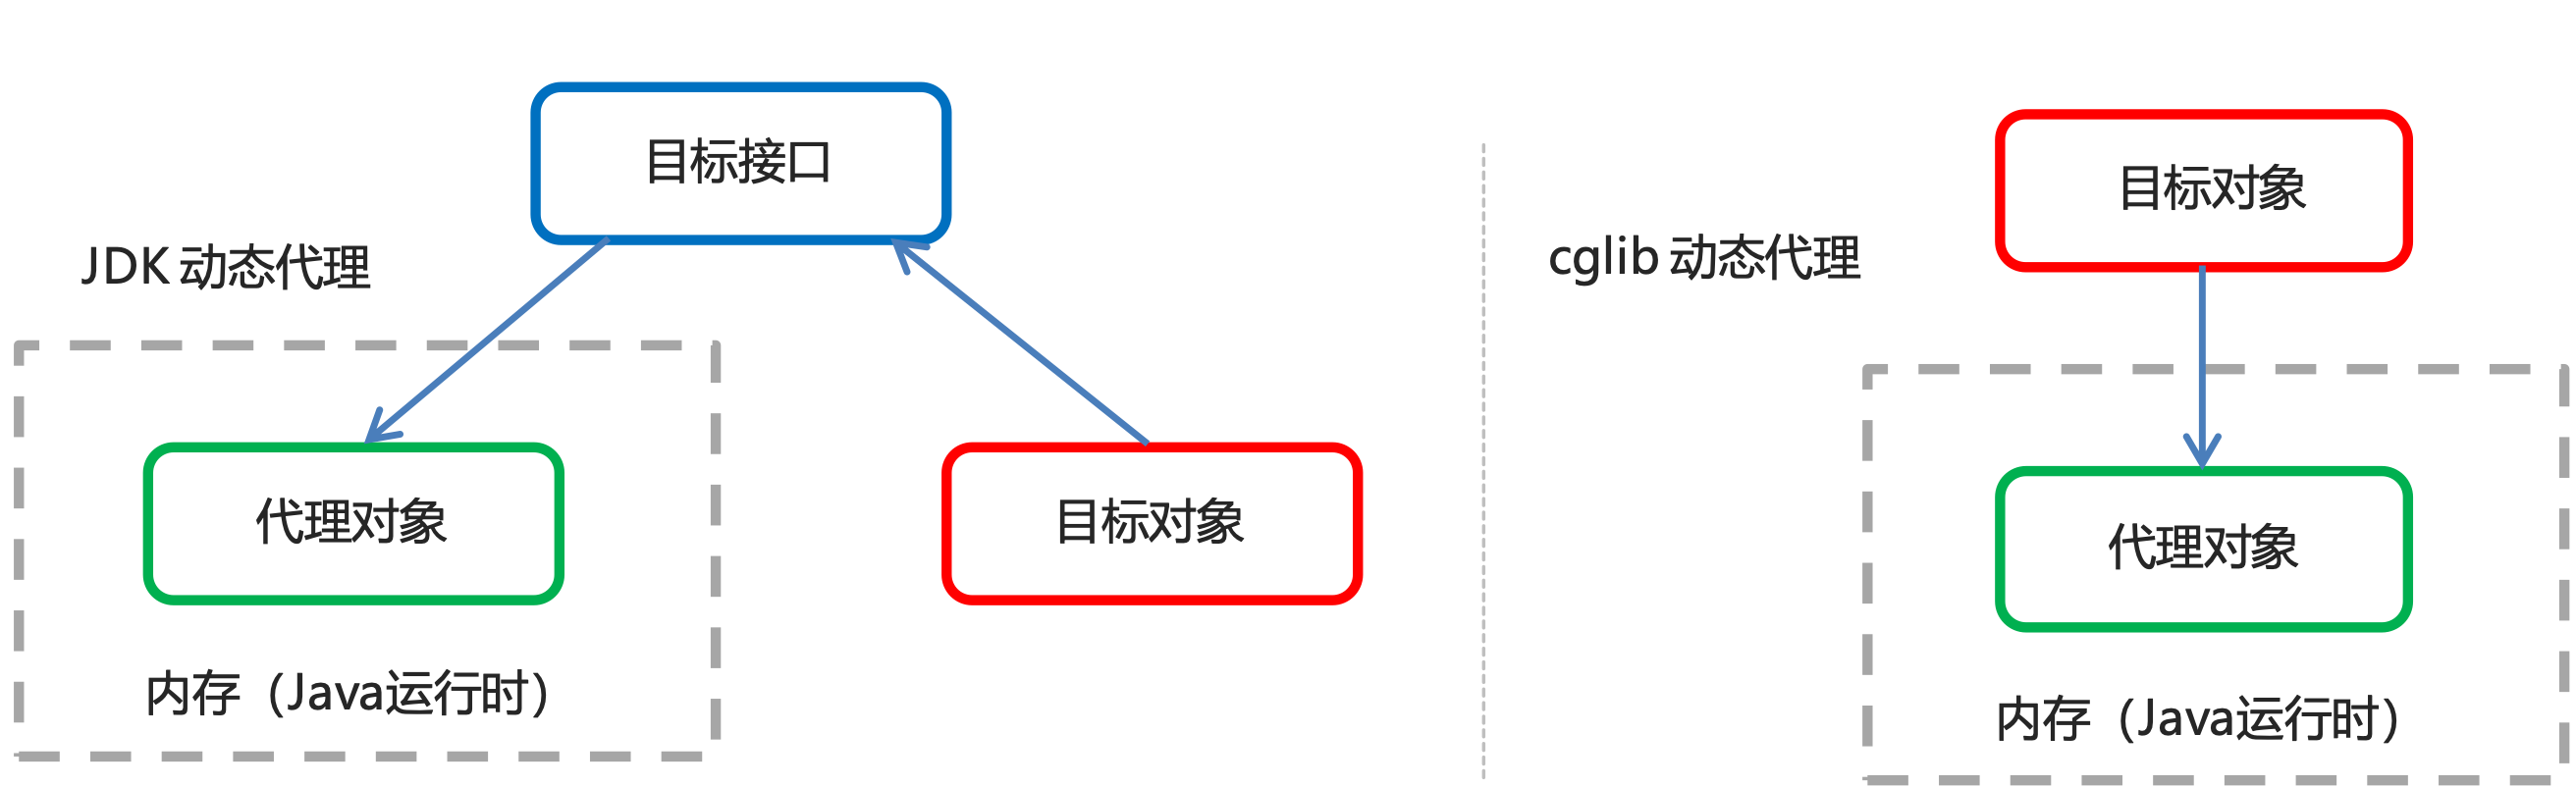 目标接口
JDK 动态代理
代理对象
目标对象
内存（Java运行时）
目标对象
cglib 动态代理
代理对象
内存（Java运行时）